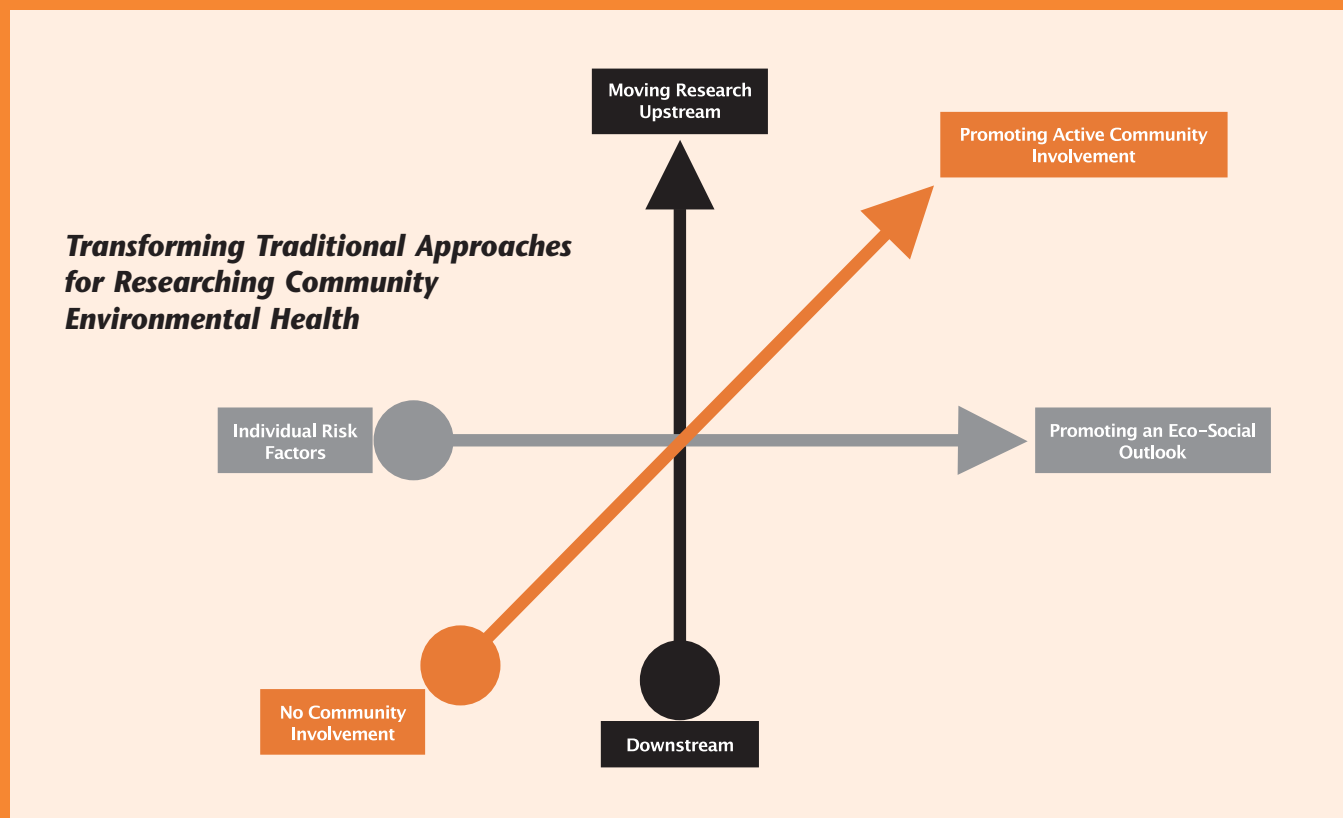 Moving Research
Upstream
Promoting Active Community
Involvement
Transforming Traditional Approaches
for Researching Community
Environmental Health
Individual Risk
Factors
Promoting an Eco-Social
Outlook
No Community
Involvement
Downstream